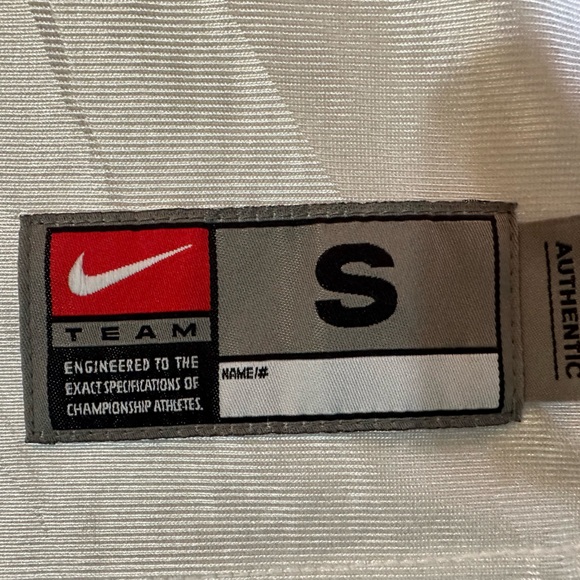 TEAM
ENGINEERED TO THE
EXACT SPECIFICATIONS OF
CHAMPIONSHIP ATHLETES.
S
NAME/#
AUTHENTIC